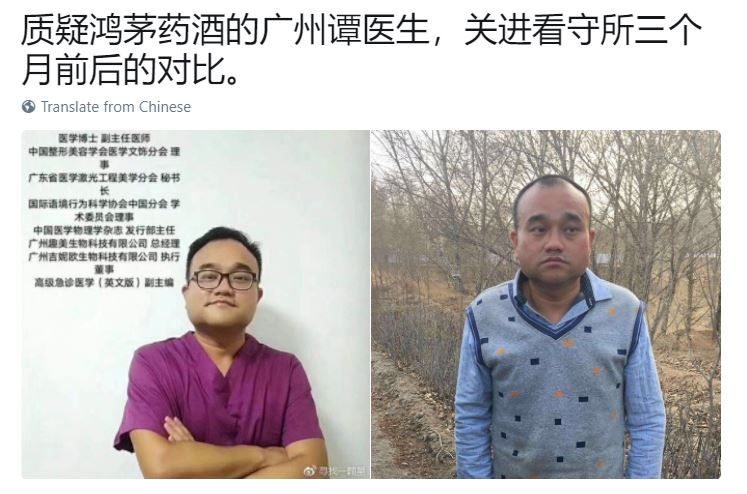 质疑鸿茅药酒的广州谭医生，关进看守所三个
月前后的对比。
Translate from Chinese
医学博士 副主任医师
中国整形美容学会医学文饰分会 理
事
广东省医学激光工程美学分会 秘书
长
国际语境行为科学协会中国分会 学
术委员会理事
中国医学物理学杂志 发行部主任
广州趣美生物科技有限公司 总经理
广州吉妮欧生物科技有限公司 执行
董事
高级急诊医学（英文版）副主编
寻找一颗星